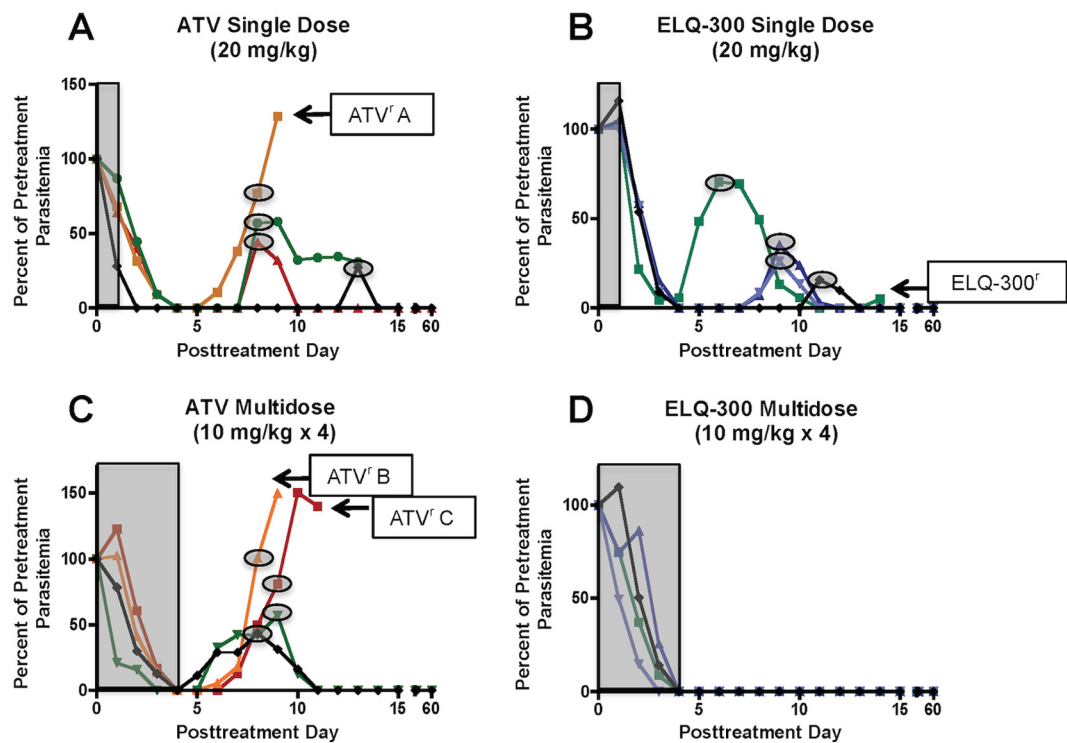 A
ATV Single Dose
(20 mg/kg)
Percent of Pretreatment
Parasitemia
150
100
50
0
0
5
10
15
60
Posttreatment Day
ATVʳ A
B
ELQ-300 Single Dose
(20 mg/kg)
Percent of Pretreatment
Parasitemia
100
50
0
0
5
10
15
60
Posttreatment Day
ELQ-300ʳ
C
ATV Multidose
(10 mg/kg x 4)
Percent of Pretreatment
Parasitemia
150
100
50
0
0
5
10
15
60
Posttreatment Day
ATVʳ B
ATVʳ C
D
ELQ-300 Multidose
(10 mg/kg x 4)
Percent of Pretreatment
Parasitemia
100
50
0
0
5
10
15
60
Posttreatment Day